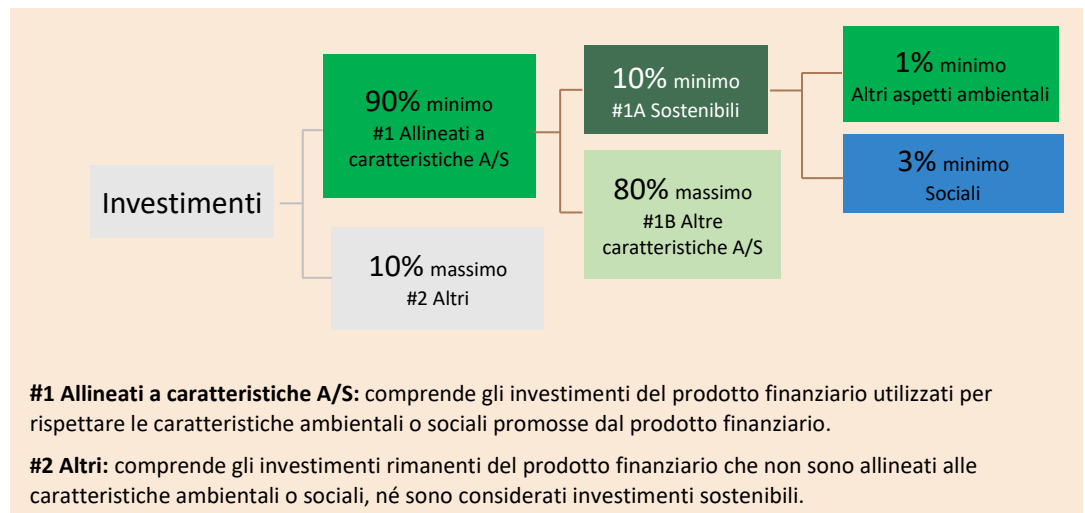 Investimenti
90% minimo
#1 Allineati a
caratteristiche A/S
10% massimo
#2 Altri
10% minimo
#1A Sostenibili
80% massimo
#1B Altre
caratteristiche A/S
1% minimo
Altri aspetti ambientali
3% minimo
Sociali
#1 Allineati a caratteristiche A/S: comprende gli investimenti del prodotto finanziario utilizzati per
rispettare le caratteristiche ambientali o sociali promosse dal prodotto finanziario.
#2 Altri: comprende gli investimenti rimanenti del prodotto finanziario che non sono allineati alle
caratteristiche ambientali o sociali, né sono considerati investimenti sostenibili.